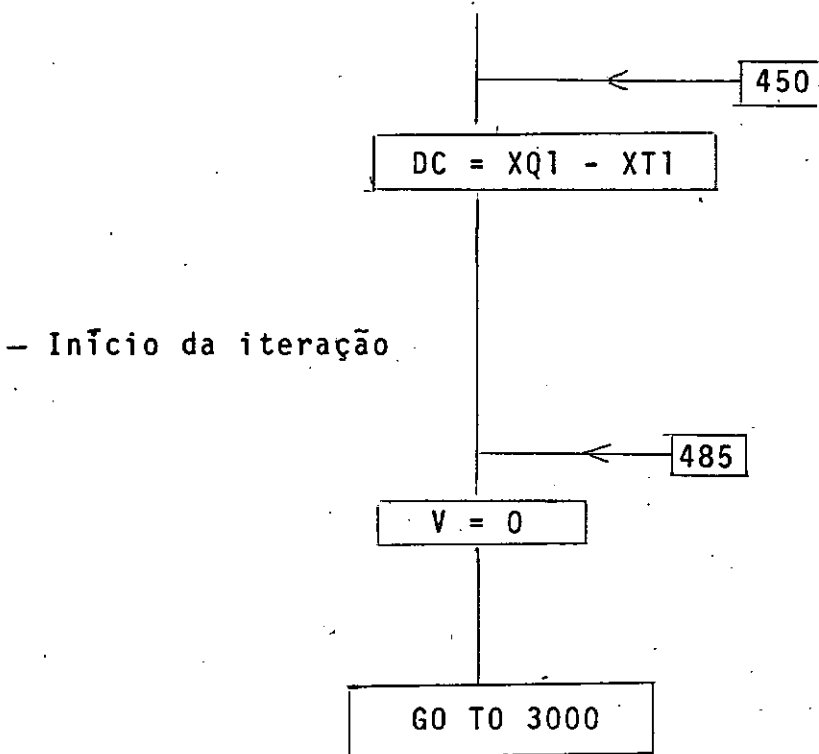 450
DC = XQ1 - XT1
— Início da iteração
485
V = 0
GO TO 3000